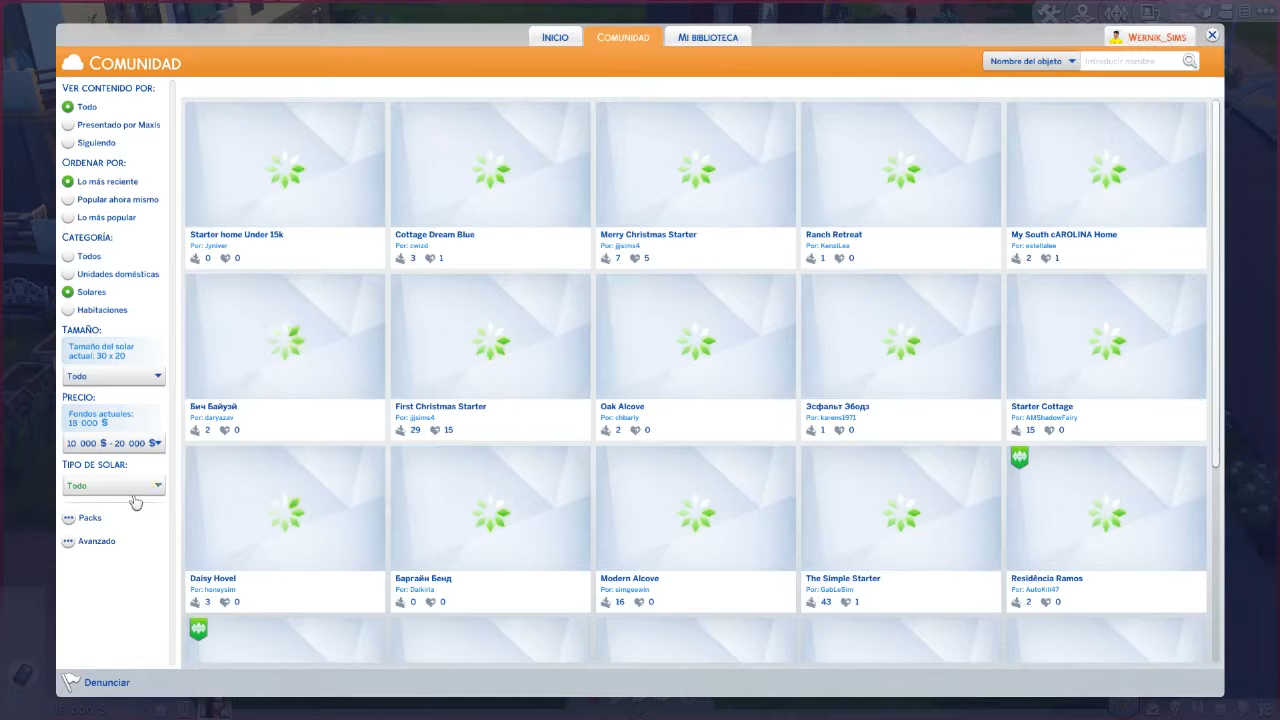 INICIO
COMUNIDAD
MI BIBLIOTECA
WERNIK_SIMS
COMUNIDAD
Nombre del objeto
Introducir nombre
VER CONTENIDO POR:
Todo
Presentado por Maxis
Siguiendo
ORDENAR POR:
Lo más reciente
Popular ahora mismo
Lo más popular
CATEGORÍA:
Todos
Unidades domésticas
Solares
Habitaciones
TAMAÑO:
Tamaño del solar
actual: 30 x 20
Todo
PRECIO:
Fondos actuales:
18 000 $
10 000 $ - 20 000 $
TIPO DE SOLAR:
Todo
Packs
Avanzado
Starter home Under 15k
Por: Jyniver
0 0
Cottage Dream Blue
Por: cwizd
3 1
Merry Christmas Starter
Por: jjjsims4
7 5
Ranch Retreat
Por: KenziLea
1 0
My South cAROLINA Home
Por: estellalee
2 1
Бич Байуэй
Por: daryazav
2 0
First Christmas Starter
Por: jjjsims4
29 15
Oak Alcove
Por: chbarly
2 0
Эсфальт Эбодз
Por: karens1971
1 0
Starter Cottage
Por: AMShadowFairy
15 0
Daisy Hovel
Por: honeysim
3 0
Баргайн Бенд
Por: Daikiria
0 0
Modern Alcove
Por: simgeewin
16 0
The Simple Starter
Por: GabLeSim
43 1
Residência Ramos
Por: AutoKill47
2 0
Denunciar